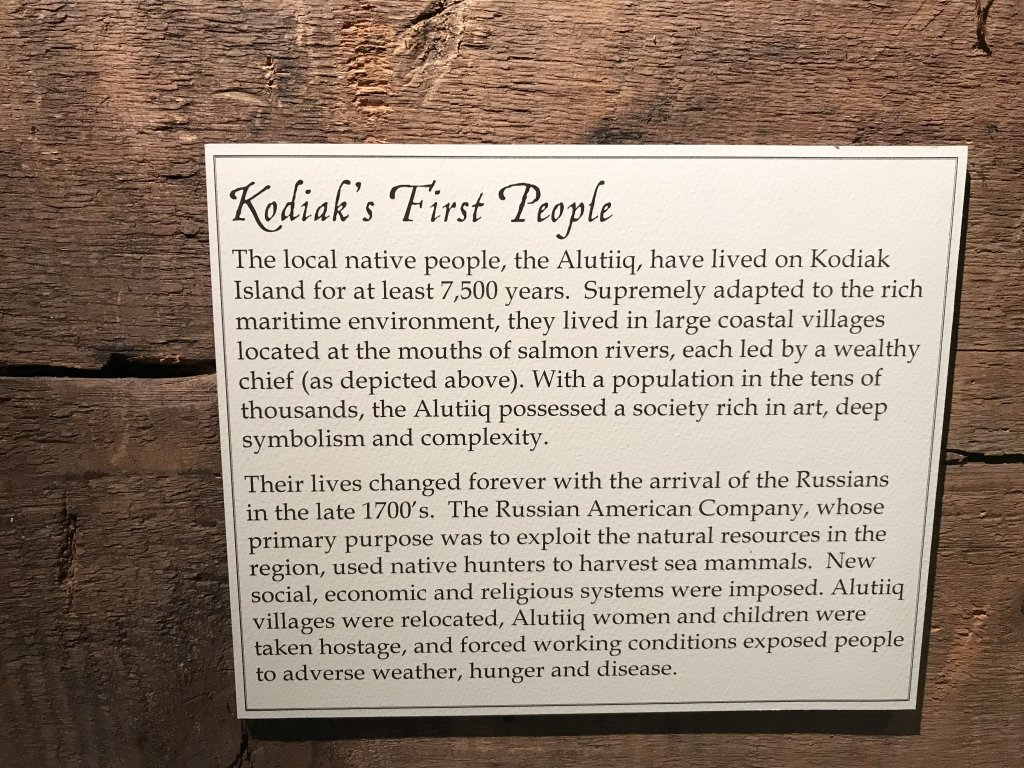 Kodiak's First People
The local native people, the Alutiiq, have lived on Kodiak
Island for at least 7,500 years.  Supremely adapted to the rich
maritime environment, they lived in large coastal villages
located at the mouths of salmon rivers, each led by a wealthy
chief (as depicted above). With a population in the tens of
thousands, the Alutiiq possessed a society rich in art, deep
symbolism and complexity.
Their lives changed forever with the arrival of the Russians
in the late 1700's.  The Russian American Company, whose
primary purpose was to exploit the natural resources in the
region, used native hunters to harvest sea mammals.  New
social, economic and religious systems were imposed. Alutiiq
villages were relocated, Alutiiq women and children were
taken hostage, and forced working conditions exposed people
to adverse weather, hunger and disease.